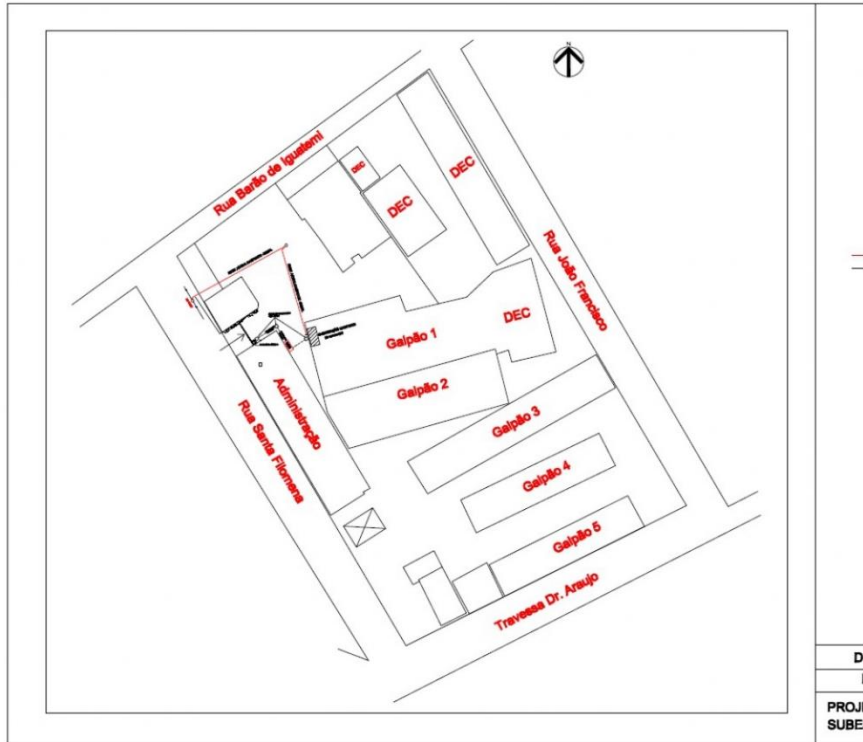 N
Rua Barão de Iguatemi
DEC
DEC
DEC
Rua João Francisco
DEC
Galpão 1
Galpão 2
Administração
Rua Santa Filomena
Galpão 3
Galpão 4
Galpão 5
Travessa Dr. Araujo
D
PROJ
SUBE